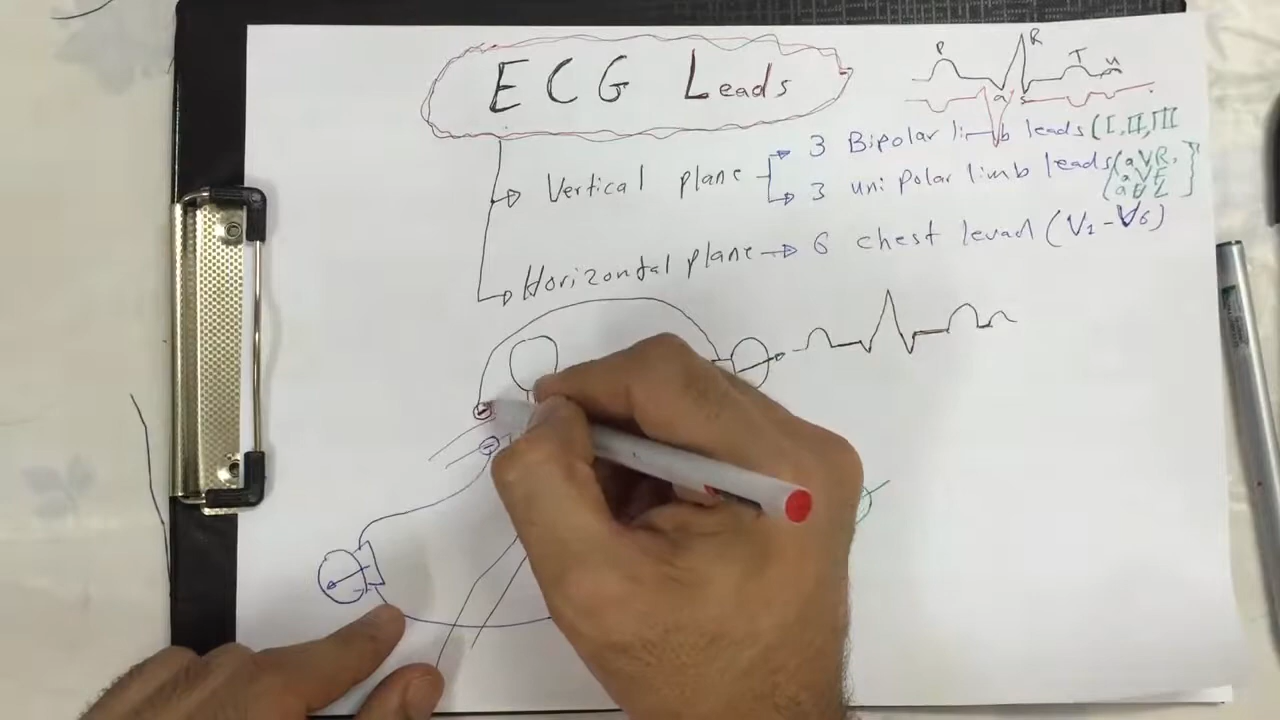 ECG Leads
P R T u
Q s
Vertical plane
3 Bipolar limb leads (I, II, III
3 unipolar limb leads (aVR,
aVF
aVL
Horizontal plane → 6 chest levad (V1 - V6)